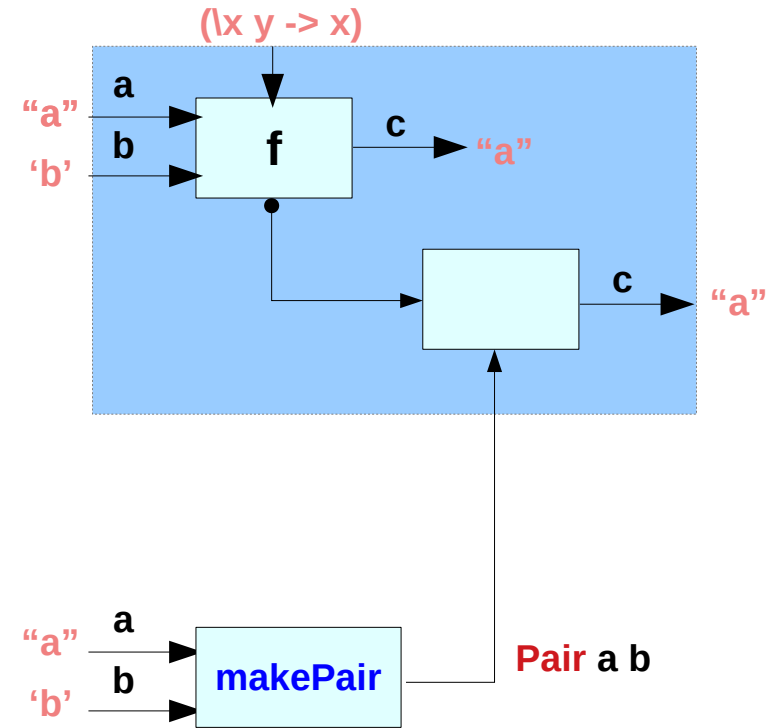 (\x y -> x)
a
“a”
c
b
f
“a”
‘b’
c
“a”
a
“a”
Pair a b
b
makePair
‘b’